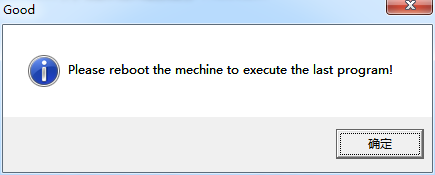 Good
Please reboot the mechine to execute the last program!
确定